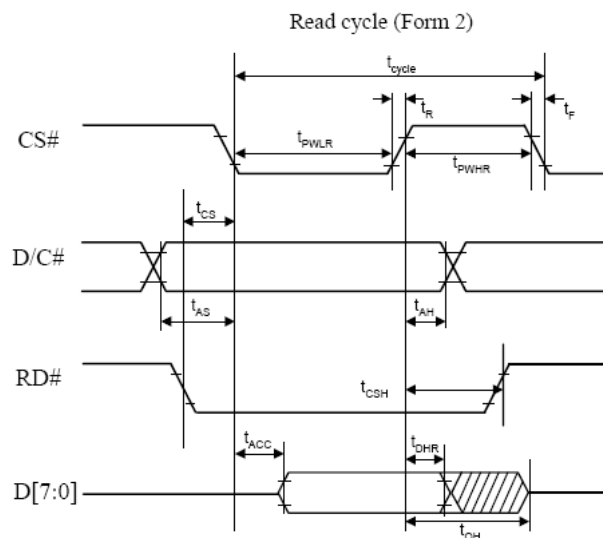 Read cycle (Form 2)
tcycle
tR
tF
CS#
tPWLR
tPWHR
tCS
D/C#
tAS
tAH
RD#
tCSH
tACC
tDHR
D[7:0]
tOH